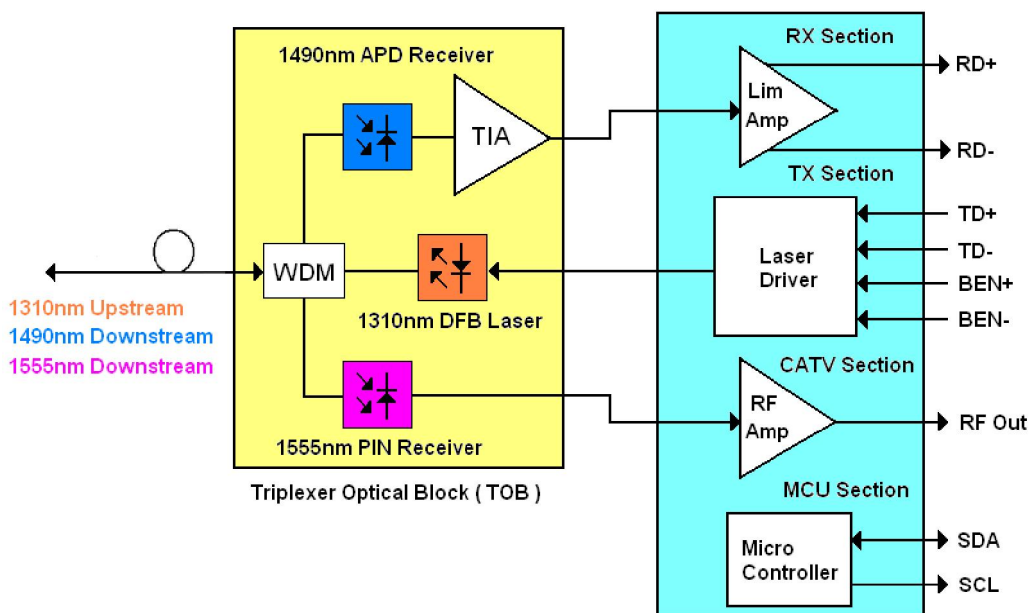 1490nm APD Receiver
TIA
WDM
1310nm Upstream
1490nm Downstream
1555nm Downstream
1310nm DFB Laser
1555nm PIN Receiver
Triplexer Optical Block ( TOB )
RX Section
Lim
Amp
RD+
RD-
TX Section
Laser
Driver
TD+
TD-
BEN+
BEN-
CATV Section
RF
Amp
RF Out
MCU Section
Micro
Controller
SDA
SCL